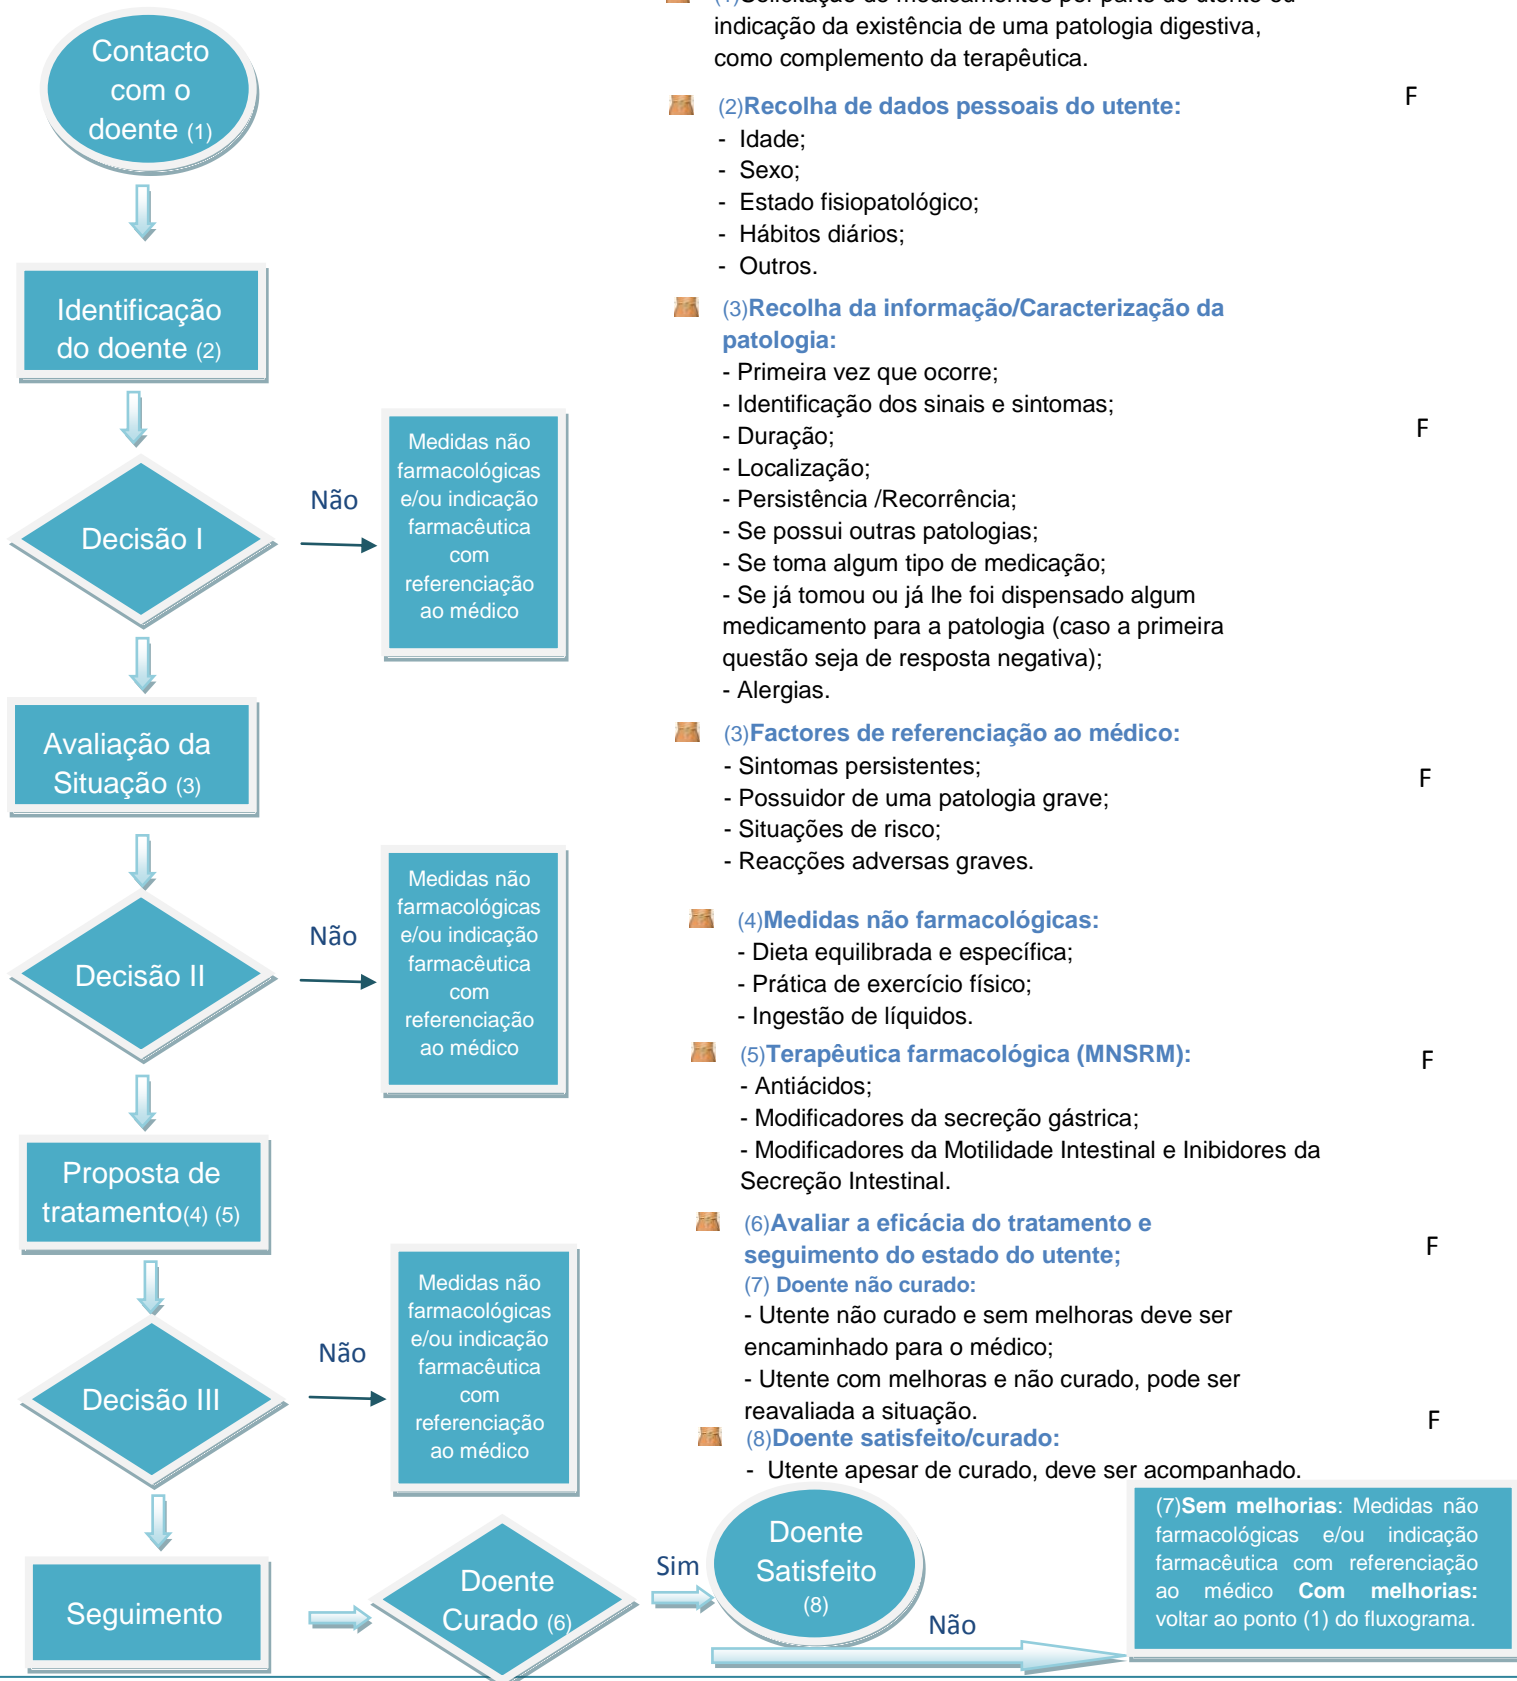 Contacto
com o
doente (1)
Identificação
do doente (2)
Decisão I
Não
Medidas não
farmacológicas
e/ou indicação
farmacêutica
com
referenciação
ao médico
Avaliação da
Situação (3)
Decisão II
Não
Medidas não
farmacológicas
e/ou indicação
farmacêutica
com
referenciação
ao médico
Proposta de
tratamento(4) (5)
Decisão III
Não
Medidas não
farmacológicas
e/ou indicação
farmacêutica
com
referenciação
ao médico
Seguimento
Doente
Curado (6)
Sim
Doente
Satisfeito
(8)
Não
(7)Sem melhorias: Medidas não
farmacológicas e/ou indicação
farmacêutica com referenciação
ao médico Com melhorias:
voltar ao ponto (1) do fluxograma.
(1)Solicitação de medicamentos por parte do utente ou
indicação da existência de uma patologia digestiva,
como complemento da terapêutica.
F
(2)Recolha de dados pessoais do utente:
- Idade;
- Sexo;
- Estado fisiopatológico;
- Hábitos diários;
- Outros.
(3)Recolha da informação/Caracterização da
patologia:
- Primeira vez que ocorre;
- Identificação dos sinais e sintomas;
- Duração;
F
- Localização;
- Persistência /Recorrência;
- Se possui outras patologias;
- Se toma algum tipo de medicação;
- Se já tomou ou já lhe foi dispensado algum
medicamento para a patologia (caso a primeira
questão seja de resposta negativa);
- Alergias.
(3)Factores de referenciação ao médico:
- Sintomas persistentes;
F
- Possuidor de uma patologia grave;
- Situações de risco;
- Reacções adversas graves.
(4)Medidas não farmacológicas:
- Dieta equilibrada e específica;
- Prática de exercício físico;
- Ingestão de líquidos.
(5)Terapêutica farmacológica (MNSRM):
F
- Antiácidos;
- Modificadores da secreção gástrica;
- Modificadores da Motilidade Intestinal e Inibidores da
Secreção Intestinal.
(6)Avaliar a eficácia do tratamento e
seguimento do estado do utente;
F
(7) Doente não curado:
- Utente não curado e sem melhoras deve ser
encaminhado para o médico;
- Utente com melhoras e não curado, pode ser
reavaliada a situação.
F
(8)Doente satisfeito/curado:
- Utente apesar de curado, deve ser acompanhado.